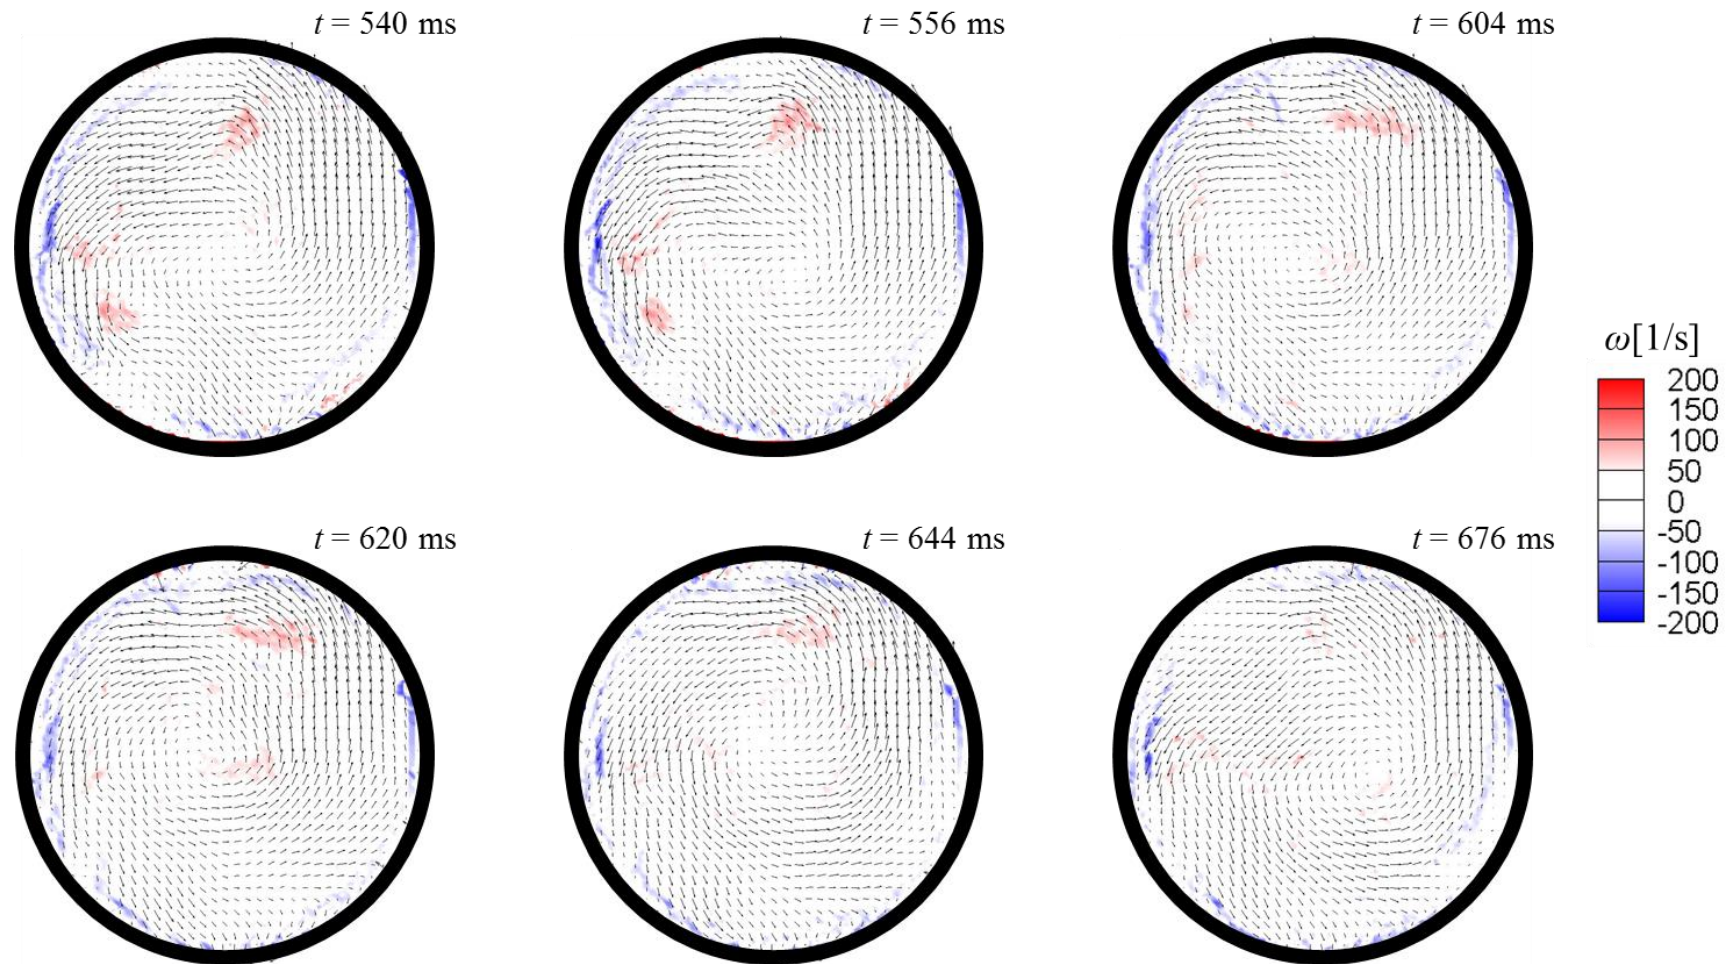 t = 540 ms
t = 556 ms
t = 604 ms
ω[1/s]
200
150
100
50
0
-50
-100
-150
-200
t = 620 ms
t = 644 ms
t = 676 ms